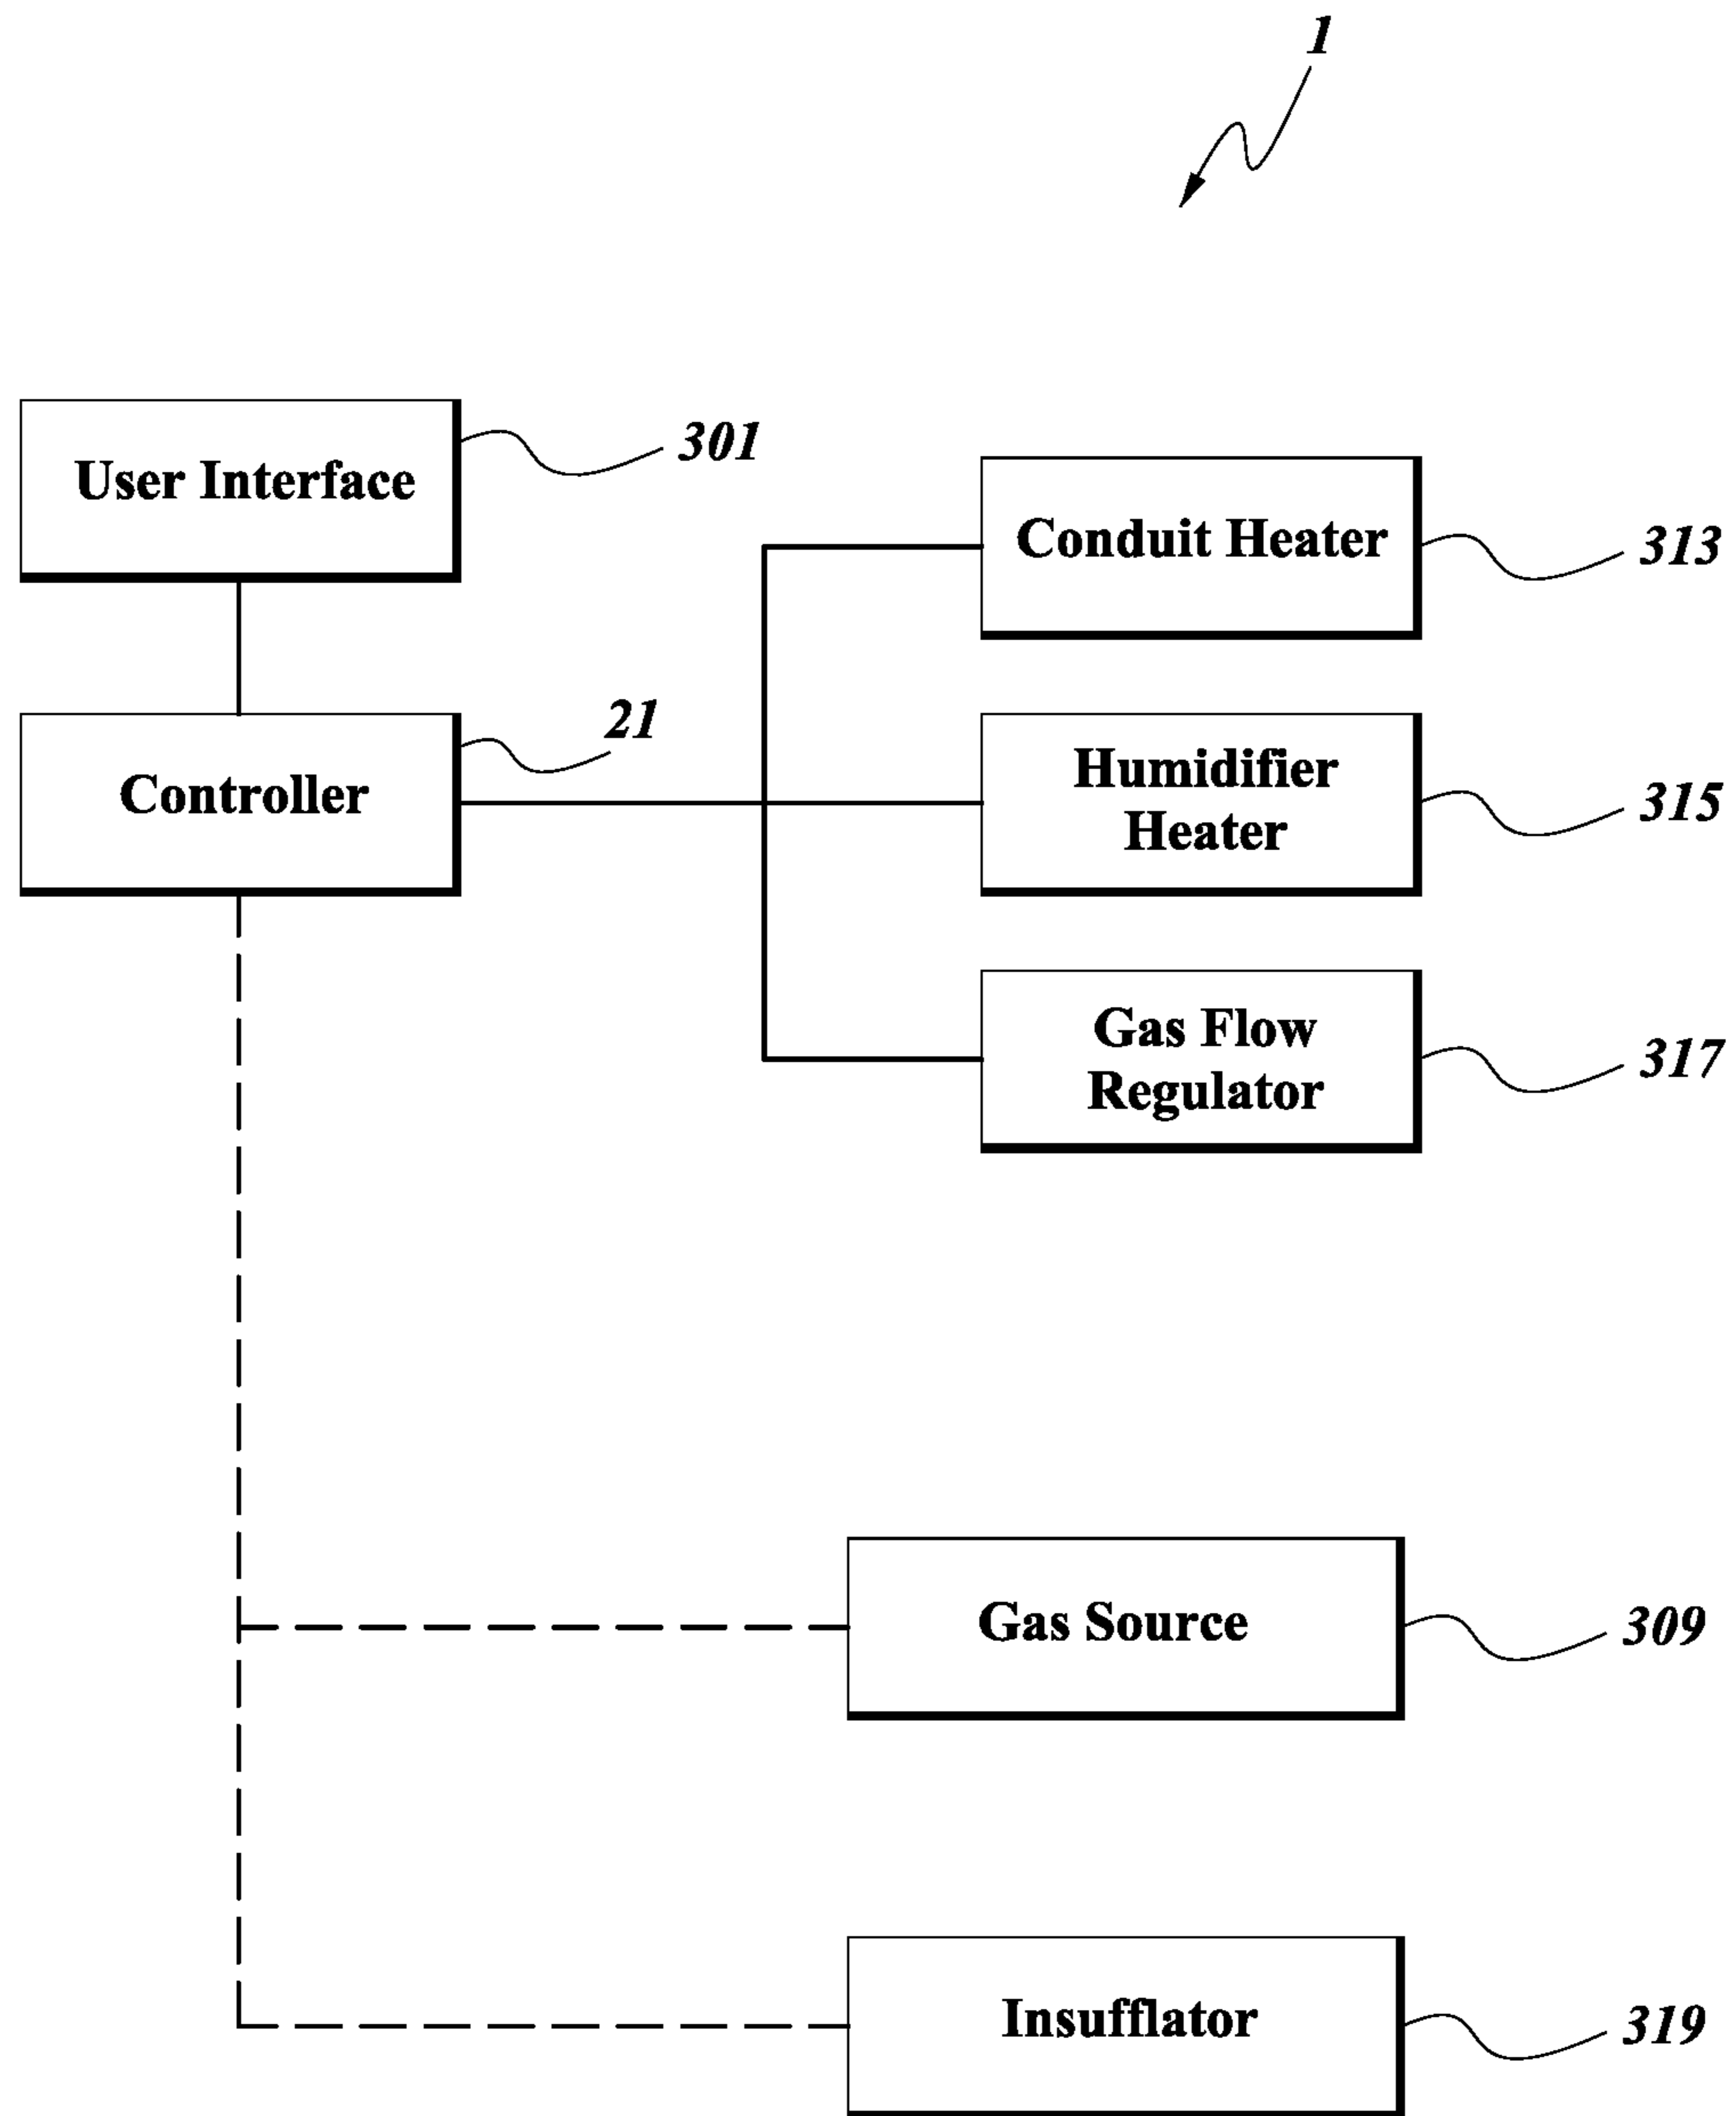 1
User Interface
301
Conduit Heater
313
Controller
21
Humidifier
Heater
315
Gas Flow
Regulator
317
Gas Source
309
Insufflator
319